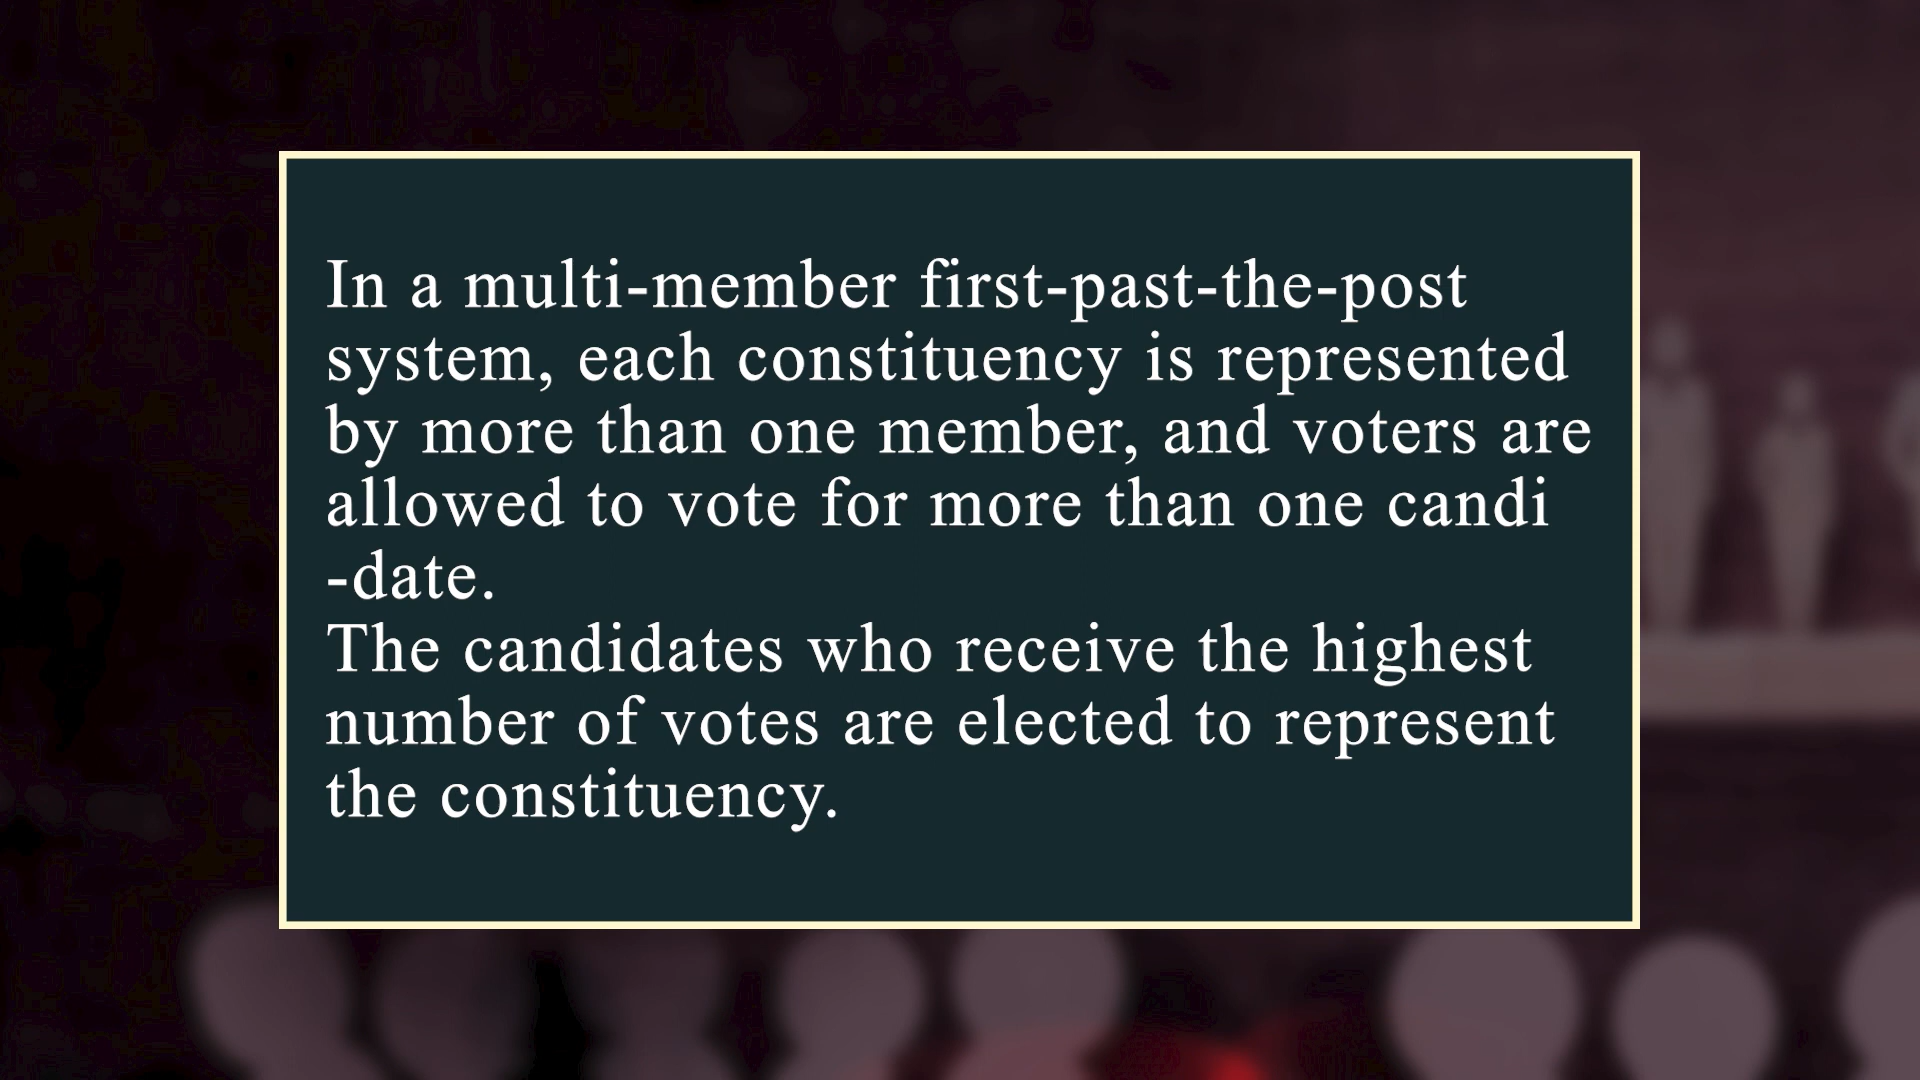 In a multi-member first-past-the-post
system, each constituency is represented
by more than one member, and voters are
allowed to vote for more than one candi
-date.
The candidates who receive the highest
number of votes are elected to represent
the constituency.